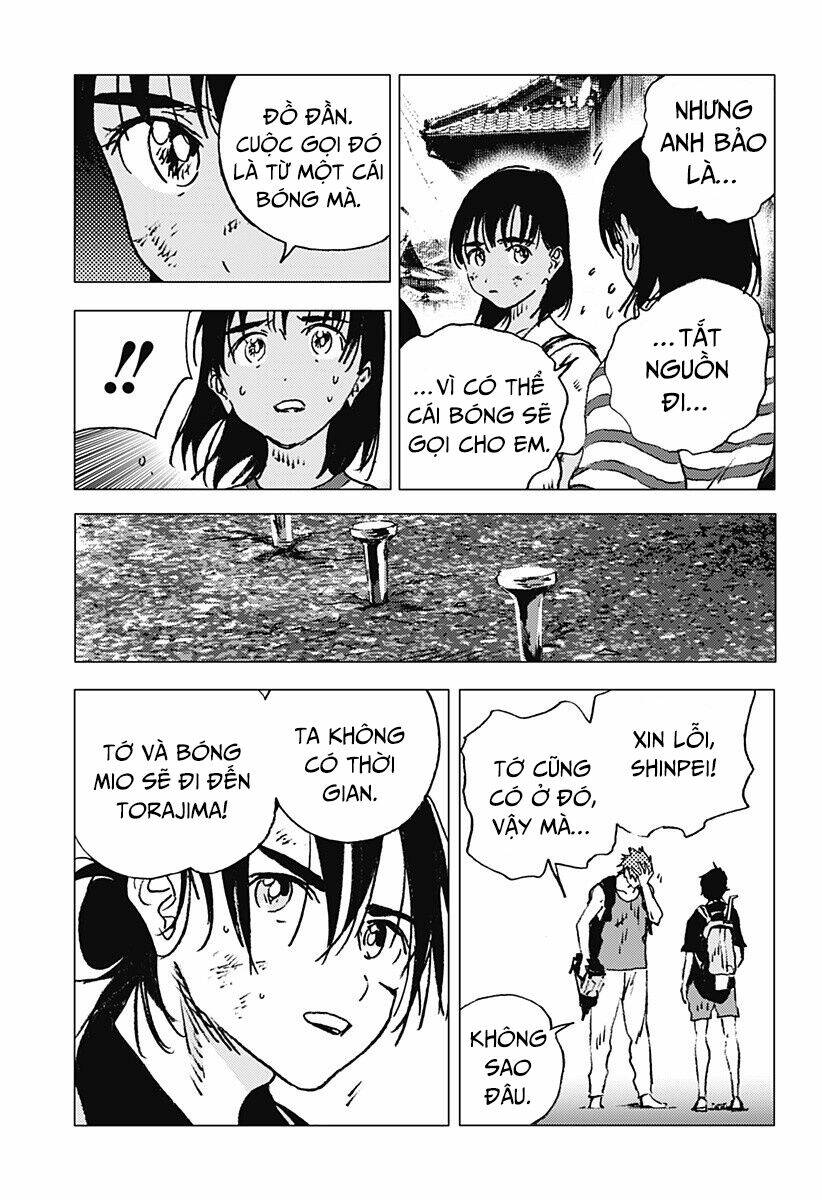 NHƯNG
ANH BẢO
LÀ...
...TẮT
NGUỒN
ĐI...
...VÌ CÓ THỂ
CÁI BÓNG SẼ
GỌI CHO EM.
ĐỒ ĐẦN.
CUỘC GỌI ĐÓ
LÀ TỪ MỘT CÁI
BÓNG MÀ.
!!
XIN LỖI,
SHINPEI!
TỚ CŨNG
CÓ Ở ĐÓ,
VẬY MÀ...
KHÔNG
SAO
ĐÂU.
TA KHÔNG
CÓ THỜI
GIAN.
TỚ VÀ BÓNG
MIO SẼ ĐI ĐẾN
TORAJIMA!